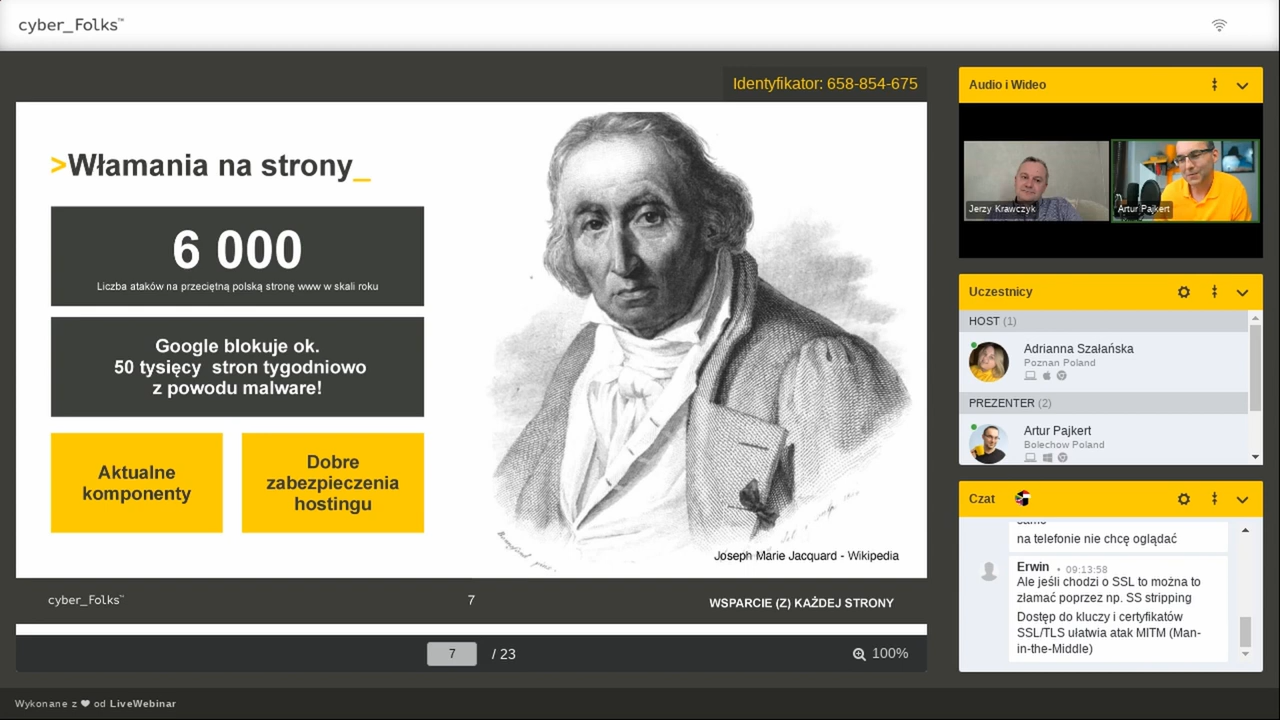 cyber_Folks™
Identyfikator: 658-854-675
>Włamania na strony_
6 000
Liczba ataków na przeciętną polską stronę www w skali roku
Google blokuje ok.
50 tysięcy stron tygodniowo
z powodu malware!
Aktualne
komponenty
Dobre
zabezpieczenia
hostingu
Joseph Marie Jacquard - Wikipedia
cyber_Folks™
7
WSPARCIE (Z) KAŻDEJ STRONY
7 / 23
100%
Audio i Wideo
Jerzy Krawczyk
Artur Pajkert
Uczestnicy
HOST (1)
Adrianna Szałańska
Poznan Poland
PREZENTER (2)
Artur Pajkert
Bolechow Poland
Czat
samo
na telefonie nie chcę oglądać
Erwin • 09:13:58
Ale jeśli chodzi o SSL to można to
złamać poprzez np. SS stripping
Dostęp do kluczy i certyfikatów
SSL/TLS ułatwia atak MITM (Man-
in-the-Middle)
Wykonane z ❤ od LiveWebinar